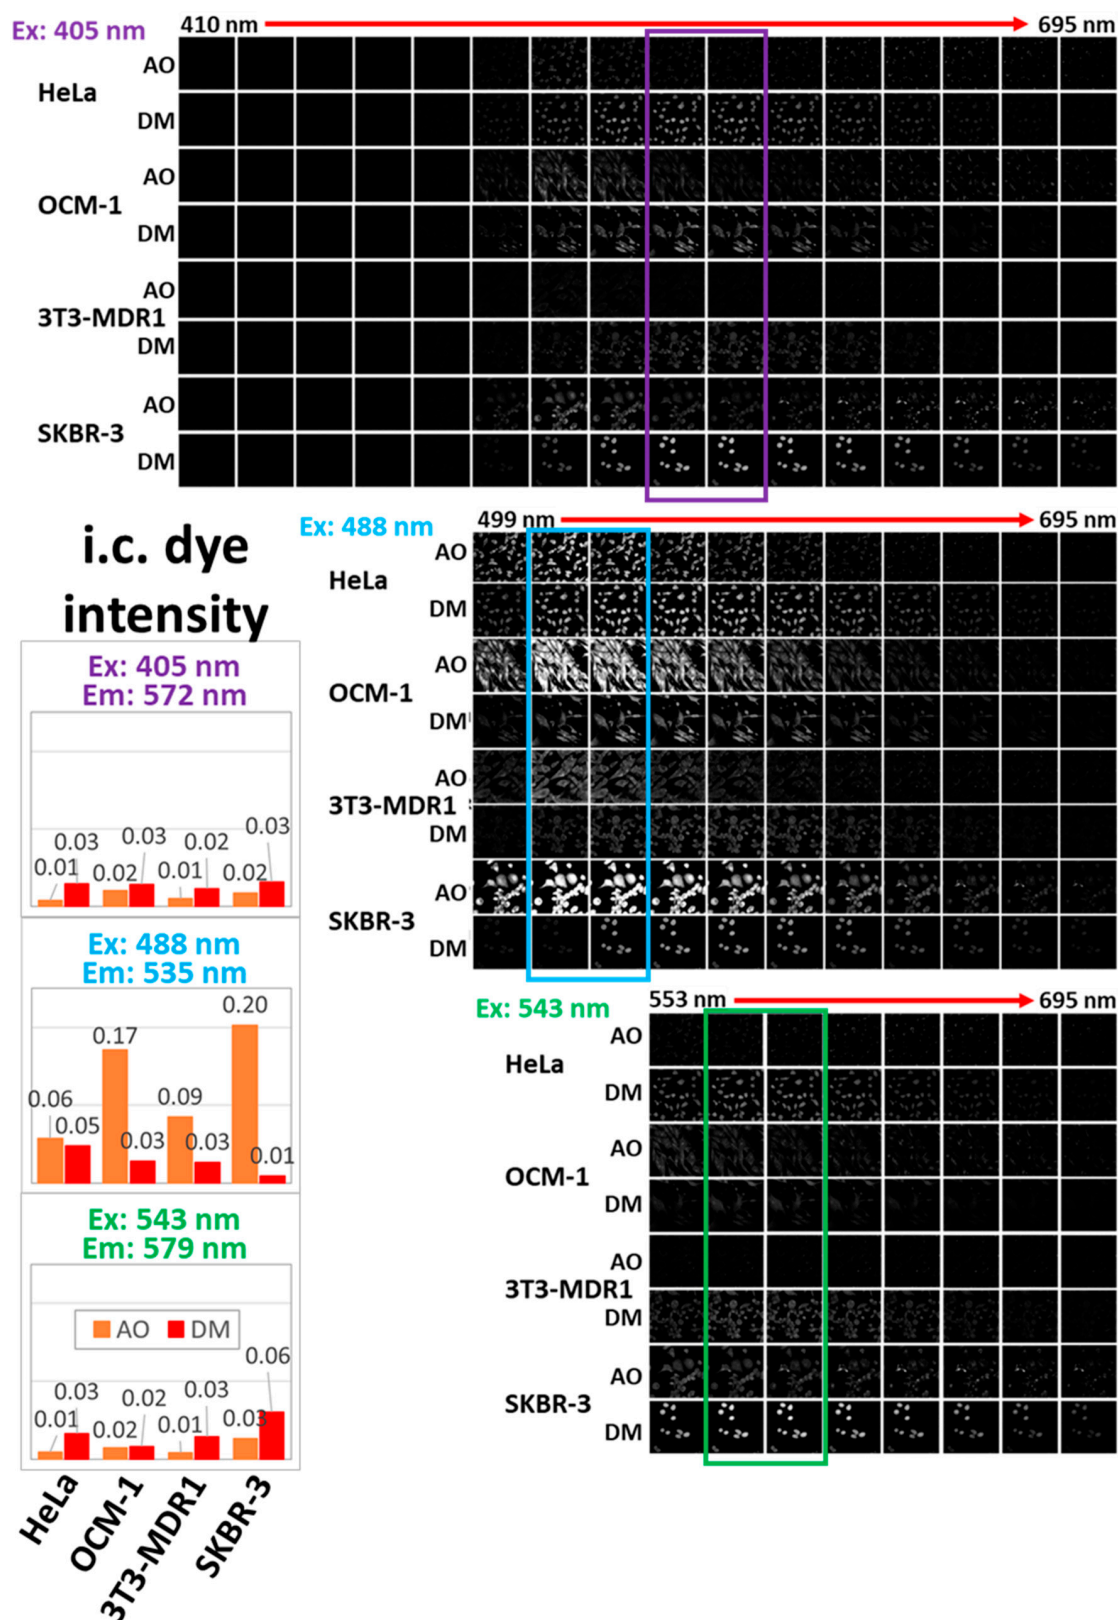 Ex: 405 nm
410 nm
695 nm
HeLa
AO
DM
OCM-1
AO
DM
3T3-MDR1
AO
DM
SKBR-3
AO
DM
i.c. dye
intensity
Ex: 488 nm
499 nm
695 nm
HeLa
AO
DM
OCM-1
AO
DM
3T3-MDR1
AO
DM
SKBR-3
AO
DM
Ex: 543 nm
553 nm
695 nm
HeLa
AO
DM
OCM-1
AO
DM
3T3-MDR1
AO
DM
SKBR-3
AO
DM
Ex: 405 nm
Em: 572 nm
0.01
0.03
0.02
0.03
0.01
0.02
0.02
0.03
Ex: 488 nm
Em: 535 nm
0.06
0.05
0.17
0.03
0.09
0.03
0.20
0.01
Ex: 543 nm
Em: 579 nm
AO DM
0.01
0.03
0.02
0.02
0.01
0.03
0.03
0.06
HeLa
OCM-1
3T3-MDR1
SKBR-3